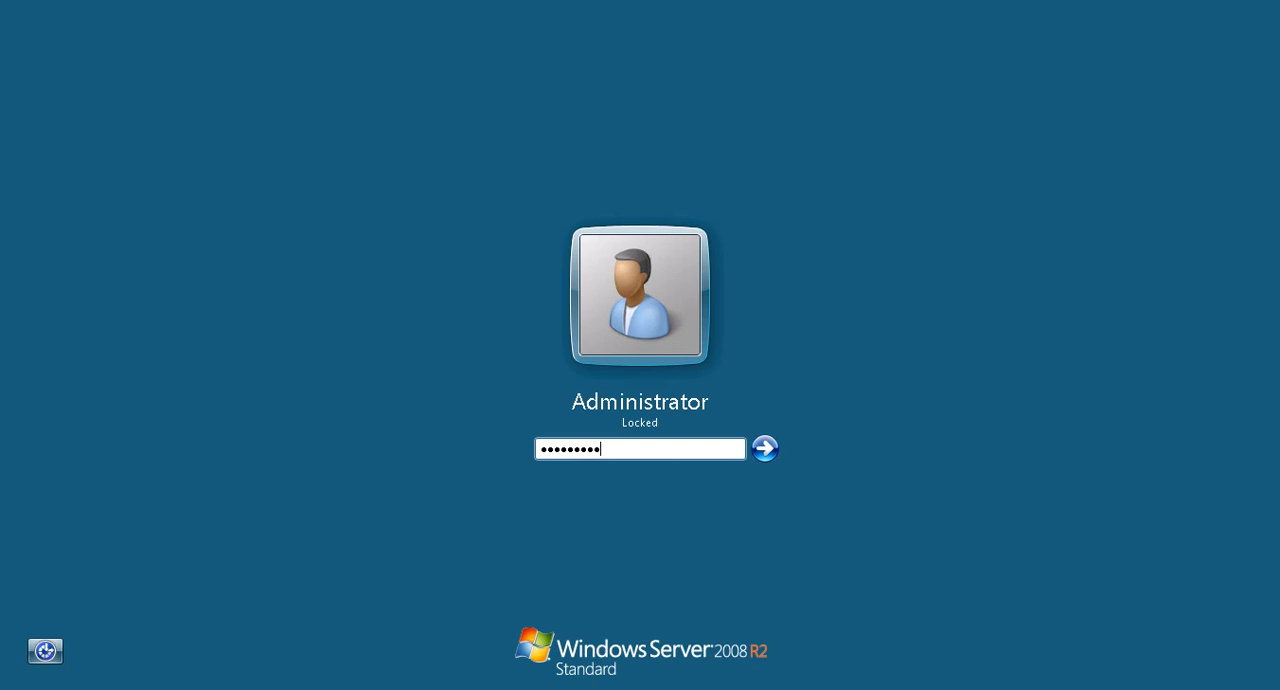 Administrator
Locked
●●●●●●●●●
Windows Server 2008 R2
Standard